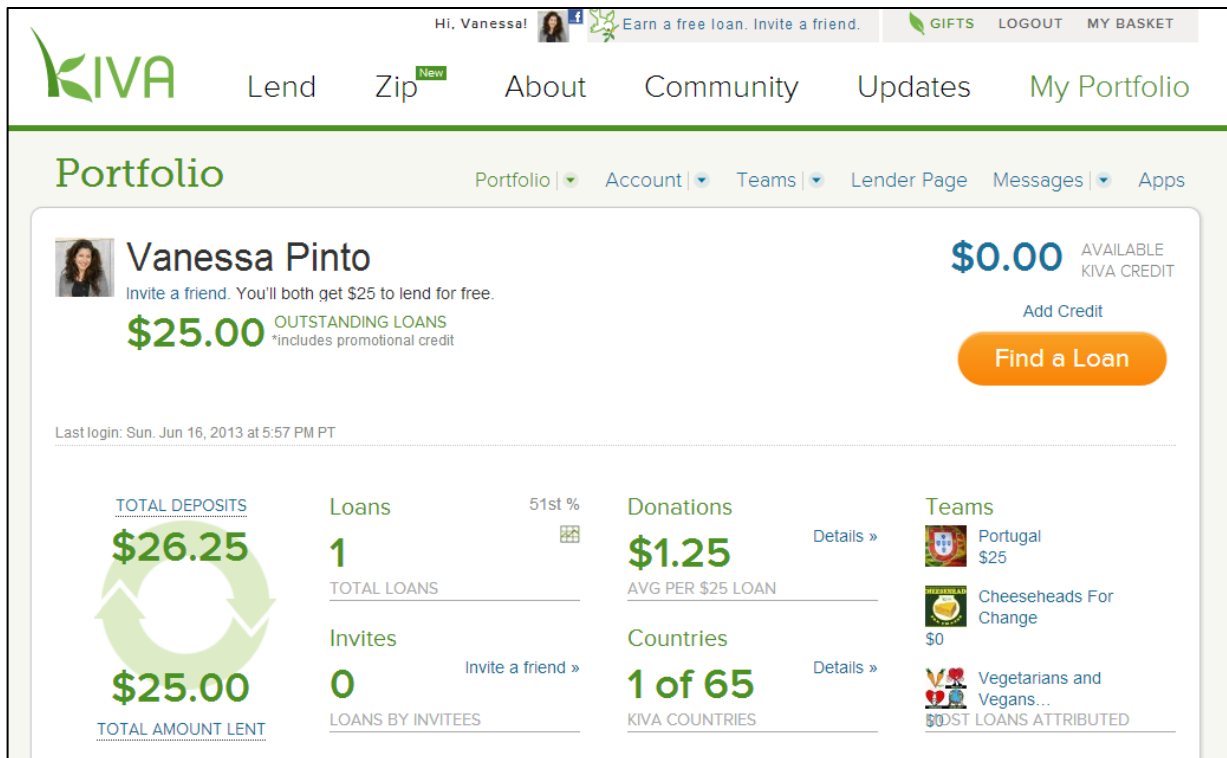 Hi, Vanessa! Earn a free loan. Invite a friend. GIFTS LOGOUT MY BASKET
KIVA Lend Zip New About Community Updates My Portfolio
Portfolio Portfolio Account Teams Lender Page Messages Apps
Vanessa Pinto
Invite a friend. You'll both get $25 to lend for free.
$25.00 OUTSTANDING LOANS
*includes promotional credit
$0.00 AVAILABLE
KIVA CREDIT
Add Credit
Find a Loan
Last login: Sun. Jun 16, 2013 at 5:57 PM PT
TOTAL DEPOSITS
$26.25
$25.00
TOTAL AMOUNT LENT
Loans 51st %
1
TOTAL LOANS
Invites
0 Invite a friend »
LOANS BY INVITEES
Donations
$1.25 Details »
AVG PER $25 LOAN
Countries
1 of 65 Details »
KIVA COUNTRIES
Teams
Portugal
$25
CHEESEHEADS
Cheeseheads For
Change
$0
Vegetarians and
Vegans...
$0
MOST LOANS ATTRIBUTED